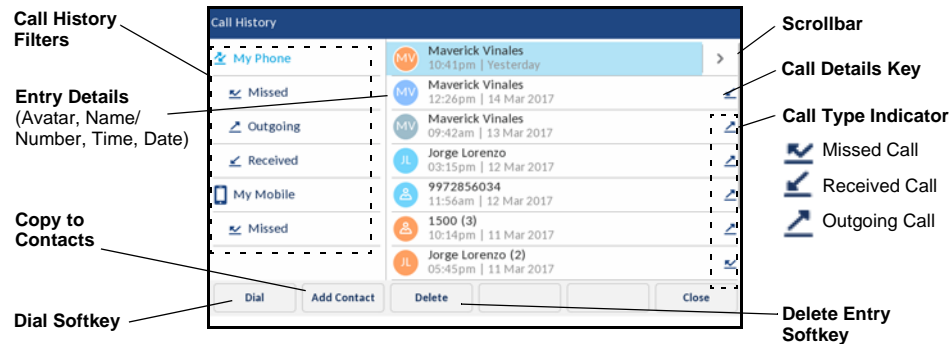 Call History
Filters
Entry Details
(Avatar, Name/
Number, Time, Date)
Copy to
Contacts
Dial Softkey
Call History
My Phone
Missed
Outgoing
Received
My Mobile
Missed
MV
Maverick Vinales
10:41pm | Yesterday
MV
Maverick Vinales
12:26pm | 14 Mar 2017
MV
Maverick Vinales
09:42am | 13 Mar 2017
JL
Jorge Lorenzo
03:15pm | 12 Mar 2017
9972856034
11:56am | 12 Mar 2017
1500 (3)
10:14pm | 11 Mar 2017
JL
Jorge Lorenzo (2)
05:45pm | 11 Mar 2017
Dial
Add Contact
Delete
Close
Scrollbar
Call Details Key
Call Type Indicator
Missed Call
Received Call
Outgoing Call
Delete Entry
Softkey